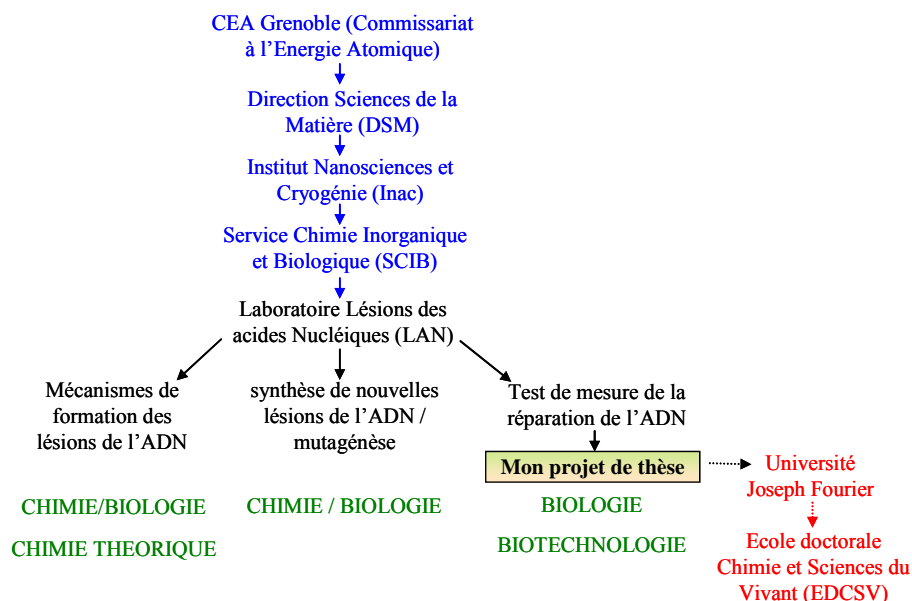 CEA Grenoble (Commissariat
à l’Energie Atomique)
Direction Sciences de la
Matière (DSM)
Institut Nanosciences et
Cryogénie (Inac)
Service Chimie Inorganique
et Biologique (SCIB)
Laboratoire Lésions des
acides Nucléiques (LAN)
Mécanismes de
formation des
lésions de l’ADN
synthèse de nouvelles
lésions de l’ADN /
mutagénèse
Test de mesure de la
réparation de l’ADN
Mon projet de thèse
Université
Joseph Fourier
CHIMIE/BIOLOGIE
CHIMIE THEORIQUE
CHIMIE / BIOLOGIE
BIOLOGIE
BIOTECHNOLOGIE
Ecole doctorale
Chimie et Sciences du
Vivant (EDCSV)